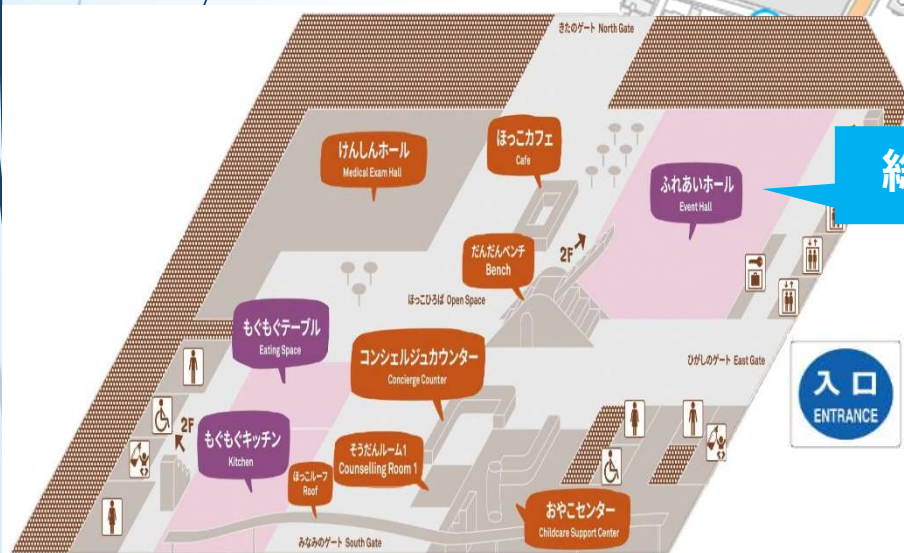 きたのゲート North Gate
けんしんホール
Medical Exam Hall
ほっこカフェ
Cafe
ふれあいホール
Event Hall
だんだんベンチ
Bench
2F
ほっこひろば Open Space
もぐもぐテーブル
Eating Space
コンシェルジュカウンター
Concierge Counter
ひがしのゲート East Gate
入口
ENTRANCE
2F
もぐもぐキッチン
Kitchen
そうだんルーム1
Counselling Room 1
ほっこルーフ
Roof
おやこセンター
Childcare Support Center
みなみのゲート South Gate